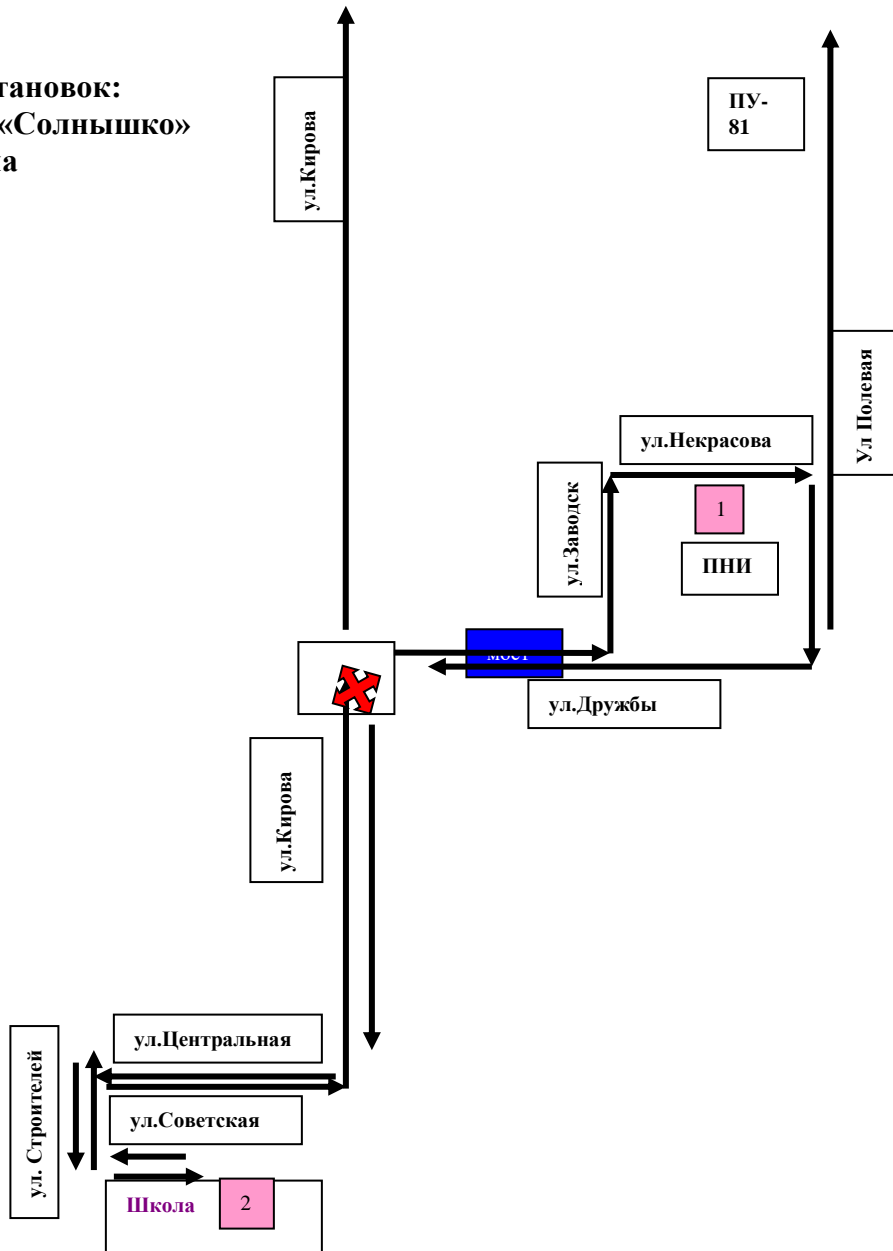 «Солнышко»
ул.Кирова
ПУ-
81
Ул Полевая
ул.Некрасова
ул.Заводск
1
ПНИ
мост
ул.Дружбы
ул.Кирова
ул.Центральная
ул. Строителей
ул.Советская
Школа
2